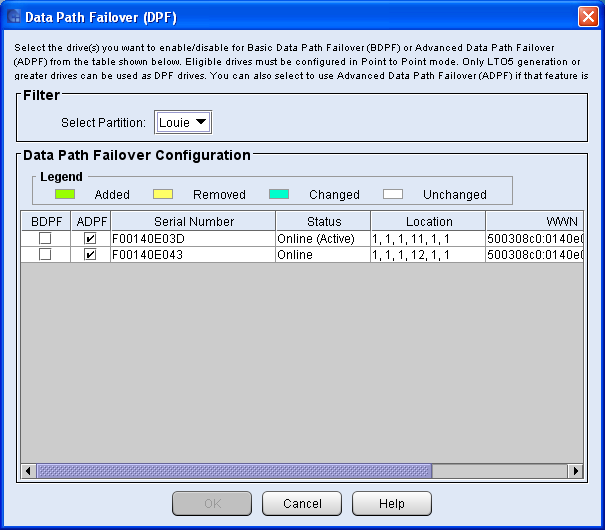 Data Path Failover (DPF)
Select the drive(s) you want to enable/disable for Basic Data Path Failover (BDPF) or Advanced Data Path Failover
(ADPF) from the table shown below. Eligible drives must be configured in Point to Point mode. Only LTO5 generation or
greater drives can be used as DPF drives. You can also select to use Advanced Data Path Failover (ADPF) if that feature is
Filter
Select Partition: Louie
Data Path Failover Configuration
Legend
Added Removed Changed Unchanged
BDPF ADPF Serial Number Status Location WWN
F00140E03D Online (Active) 1, 1, 1, 11, 1, 1 500308c0:0140e0
F00140E043 Online 1, 1, 1, 12, 1, 1 500308c0:0140e0
OK Cancel Help